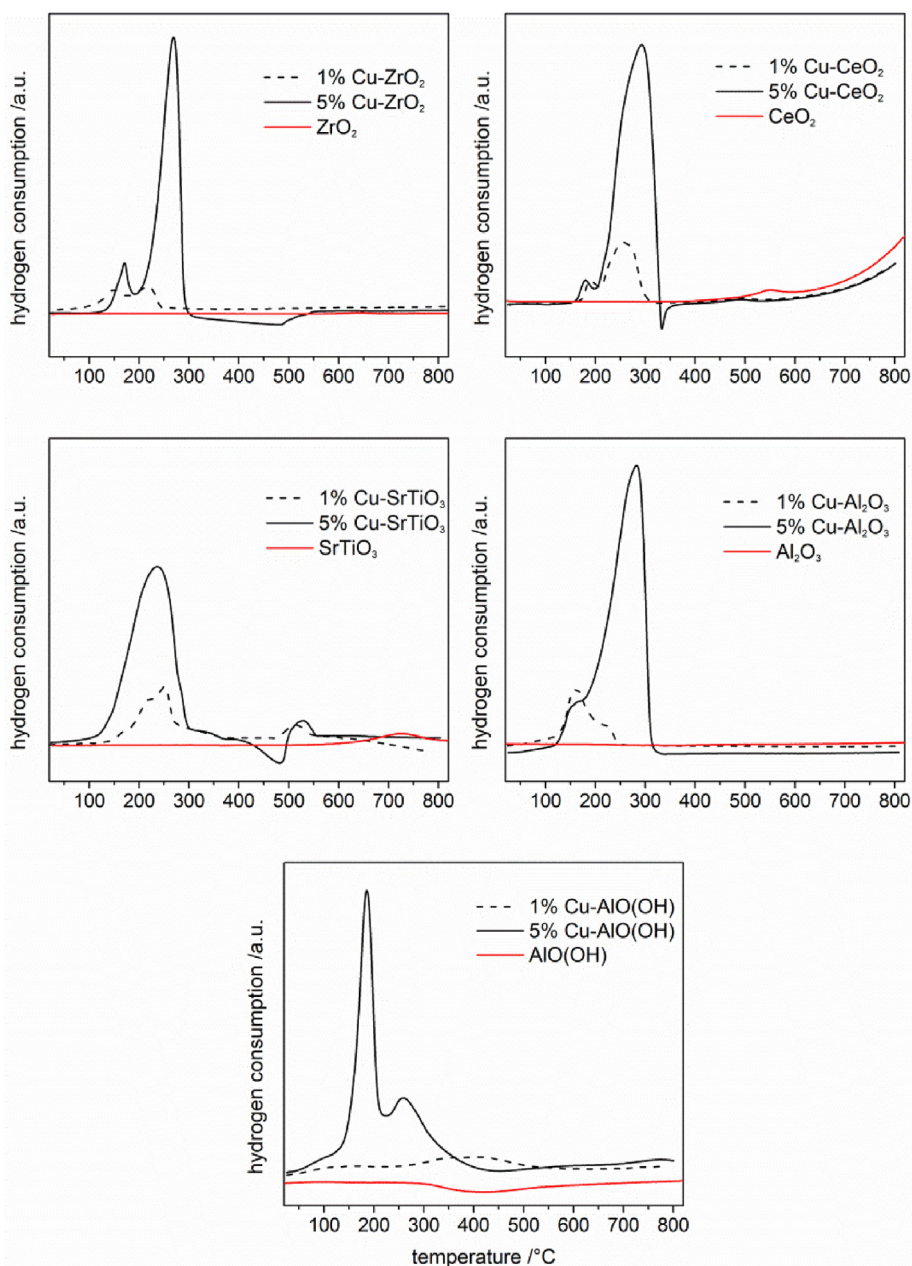 hydrogen consumption /a.u.
1% Cu-ZrO₂
5% Cu-ZrO₂
ZrO₂
100 200 300 400 500 600 700 800
hydrogen consumption /a.u.
1% Cu-CeO₂
5% Cu-CeO₂
CeO₂
100 200 300 400 500 600 700 800
hydrogen consumption /a.u.
1% Cu-SrTiO₃
5% Cu-SrTiO₃
SrTiO₃
100 200 300 400 500 600 700 800
hydrogen consumption /a.u.
1% Cu-Al₂O₃
5% Cu-Al₂O₃
Al₂O₃
100 200 300 400 500 600 700 800
hydrogen consumption /a.u.
1% Cu-AlO(OH)
5% Cu-AlO(OH)
AlO(OH)
100 200 300 400 500 600 700 800
temperature /°C